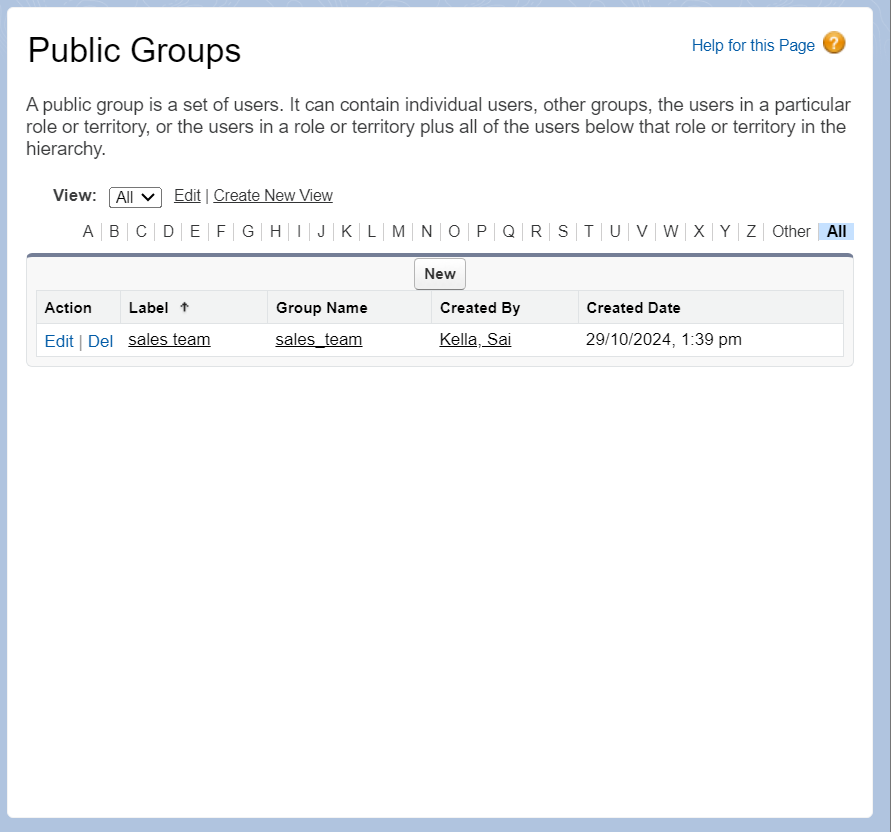 Public Groups
Help for this Page ?
A public group is a set of users. It can contain individual users, other groups, the users in a particular
role or territory, or the users in a role or territory plus all of the users below that role or territory in the
hierarchy.
View: All Edit | Create New View
A | B | C | D | E | F | G | H | I | J | K | L | M | N | O | P | Q | R | S | T | U | V | W | X | Y | Z | Other | All
New
Action Label ↑ Group Name Created By Created Date
Edit | Del sales team sales_team Kella, Sai 29/10/2024, 1:39 pm